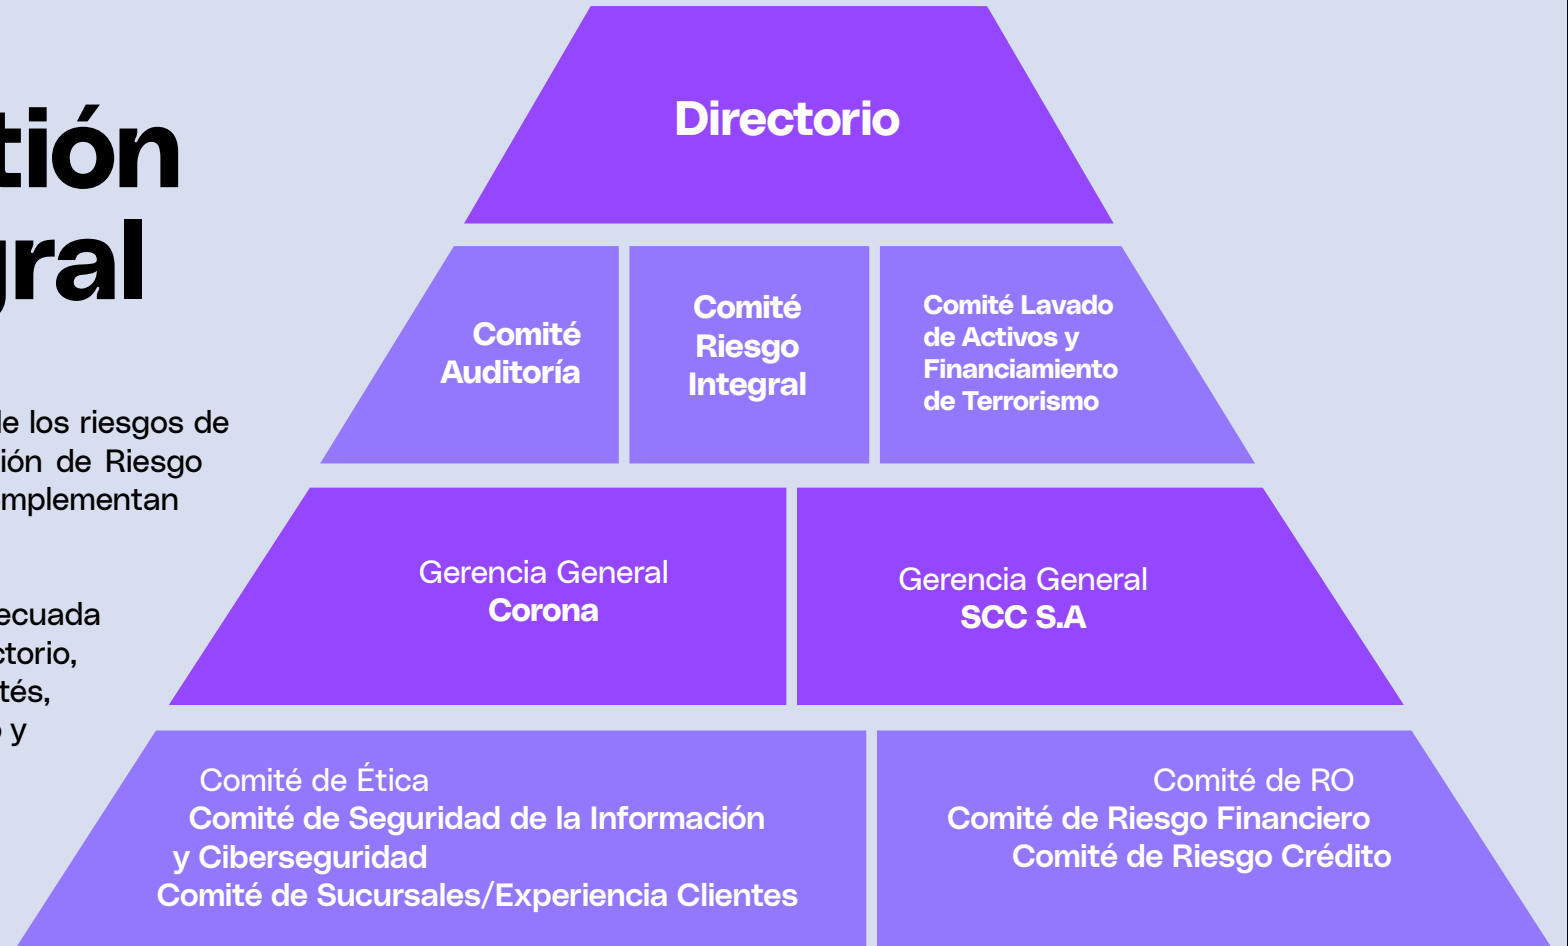 tión
gral
de los riesgos de
ión de Riesgo
mplementan
ecuada
ctorio,
tés,
y
Directorio
Comité
Auditoría
Comité
Riesgo
Integral
Comité Lavado
de Activos y
Financiamiento
de Terrorismo
Gerencia General
Corona
Gerencia General
SCC S.A
Comité de Ética
Comité de Seguridad de la Información
y Ciberseguridad
Comité de Sucursales/Experiencia Clientes
Comité de RO
Comité de Riesgo Financiero
Comité de Riesgo Crédito